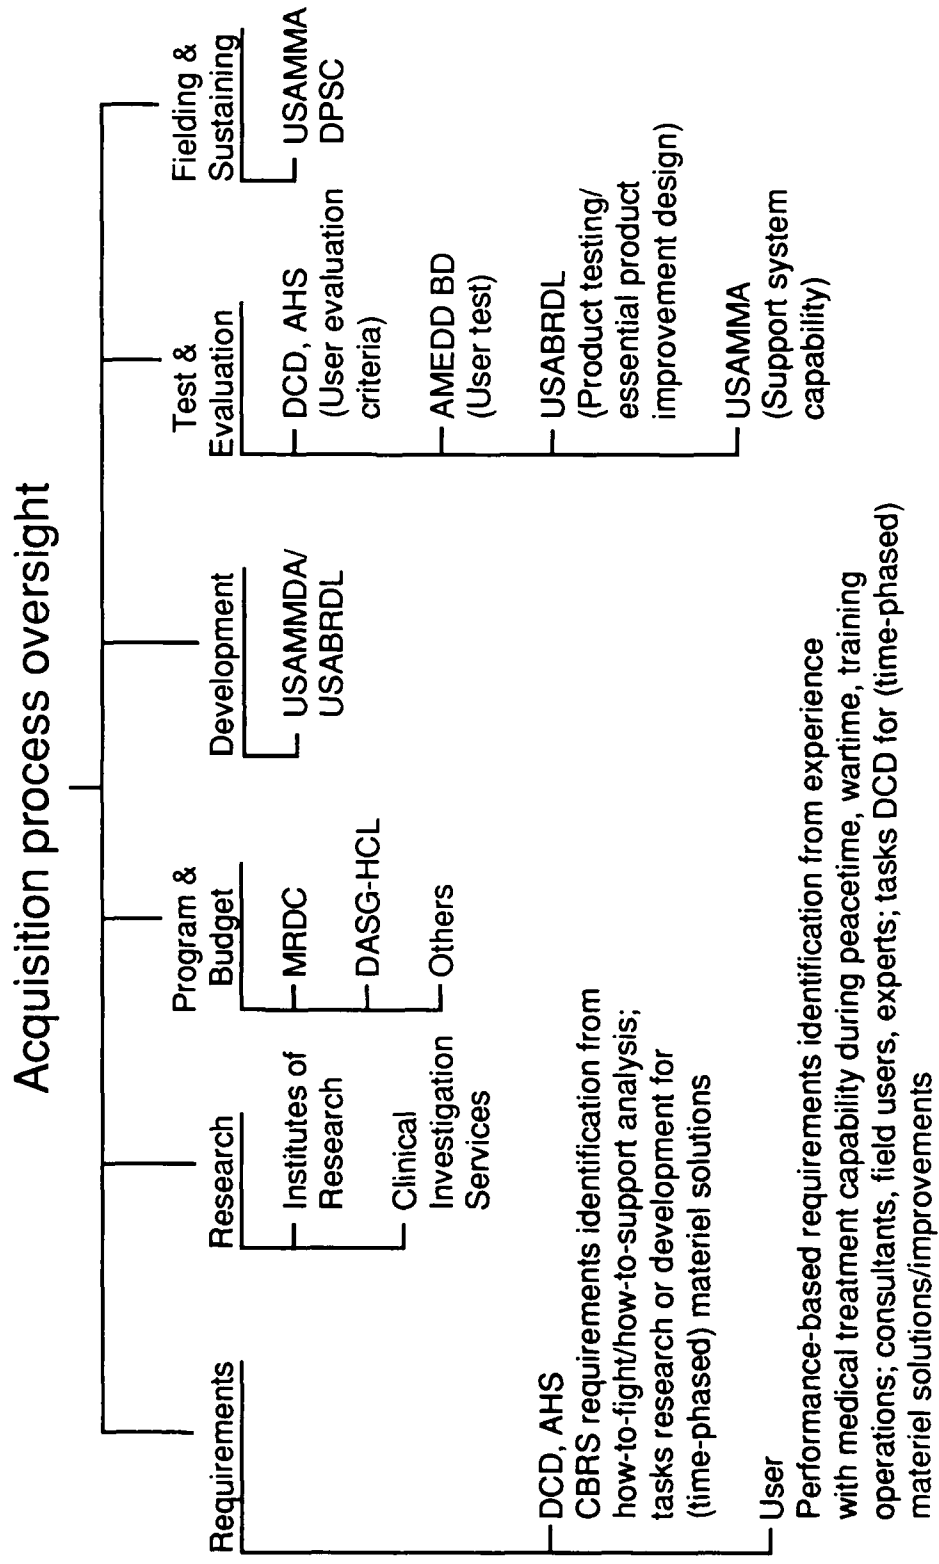 Acquisition process oversight
Requirements
DCD, AHS
CBRS requirements identification from
how-to-fight/how-to-support analysis;
tasks research or development for
(time-phased) materiel solutions
User
Performance-based requirements identification from experience
with medical treatment capability during peacetime, wartime, training
operations; consultants, field users, experts; tasks DCD for (time-phased)
materiel solutions/improvements
Research
Institutes of
Research
Clinical
Investigation
Services
Program &
Budget
MRDC
DASG-HCL
Others
Development
USAMMDA/
USABRDL
Test &
Evaluation
DCD, AHS
(User evaluation
criteria)
AMEDD BD
(User test)
USABRDL
(Product testing/
essential product
improvement design)
USAMMA
(Support system
capability)
Fielding &
Sustaining
USAMMA
DPSC